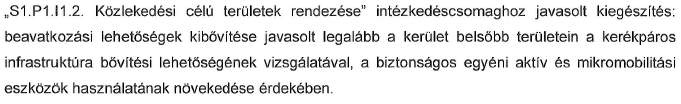 „S1.P1.I1.2. Közlekedési célú területek rendezése” intézkedéscsomaghoz javasolt kiegészítés:
beavatkozási lehetőségek kibővítése javasolt legalább a kerület belsőbb területein a kerékpáros
infrastruktúra bővítési lehetőségének vizsgálatával, a biztonságos egyéni aktív és mikromobilitási
eszközök használatának növekedése érdekében.